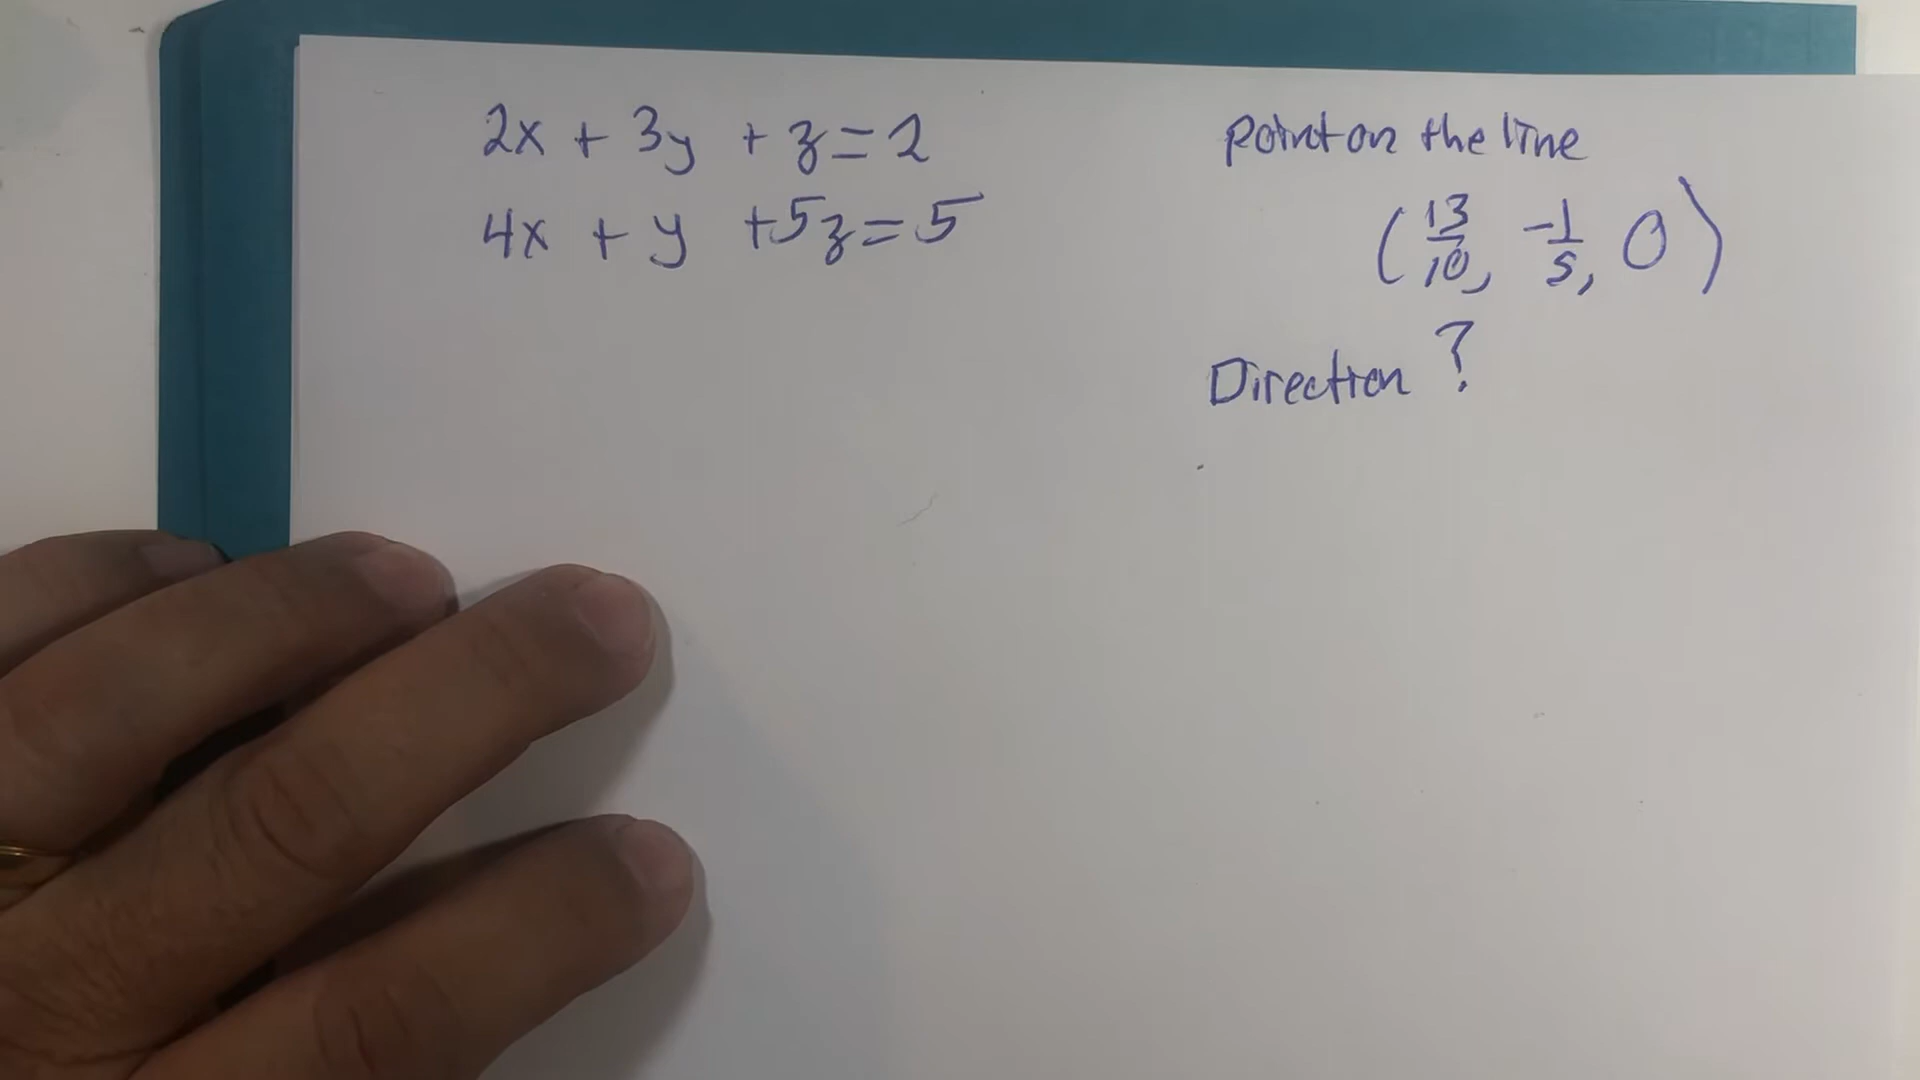 2x + 3y + z = 2
4x + y + 5z = 5
Point on the line
(13/10, -1/5, 0)
Direction ?